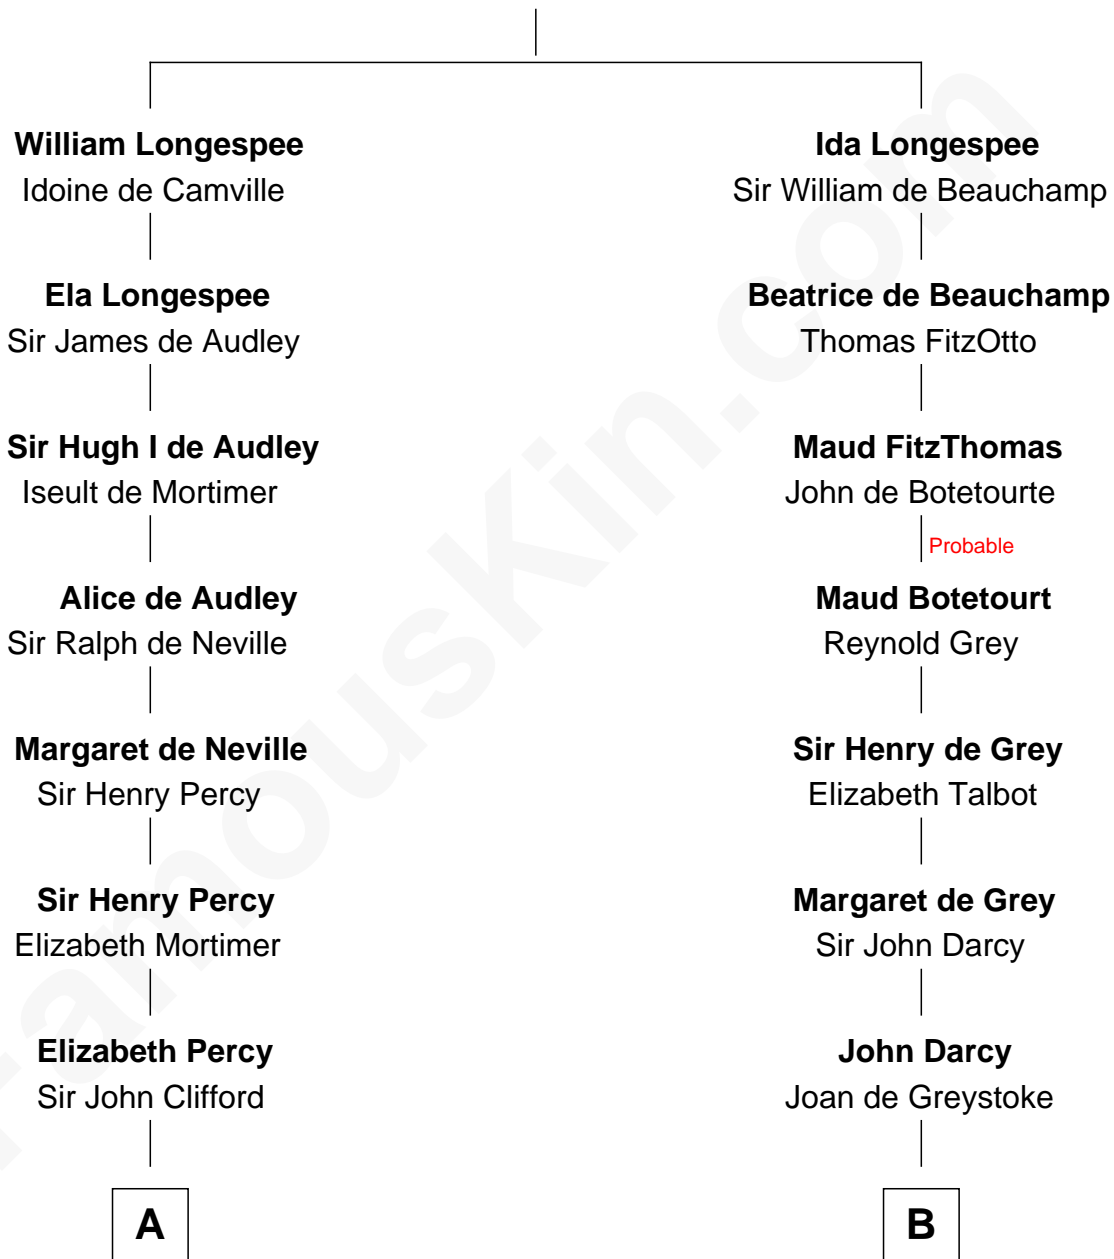 William Longespee
Idoine de Camville
Ela Longespee
Sir James de Audley
Sir Hugh I de Audley
Iseult de Mortimer
Alice de Audley
Sir Ralph de Neville
Margaret de Neville
Sir Henry Percy
Sir Henry Percy
Elizabeth Mortimer
Elizabeth Percy
Sir John Clifford
A
Ida Longespee
Sir William de Beauchamp
Beatrice de Beauchamp
Thomas FitzOtto
Maud FitzThomas
John de Botetourte
Probable
Maud Botetourt
Reynold Grey
Sir Henry de Grey
Elizabeth Talbot
Margaret de Grey
Sir John Darcy
John Darcy
Joan de Greystoke
B
FamousKin.com